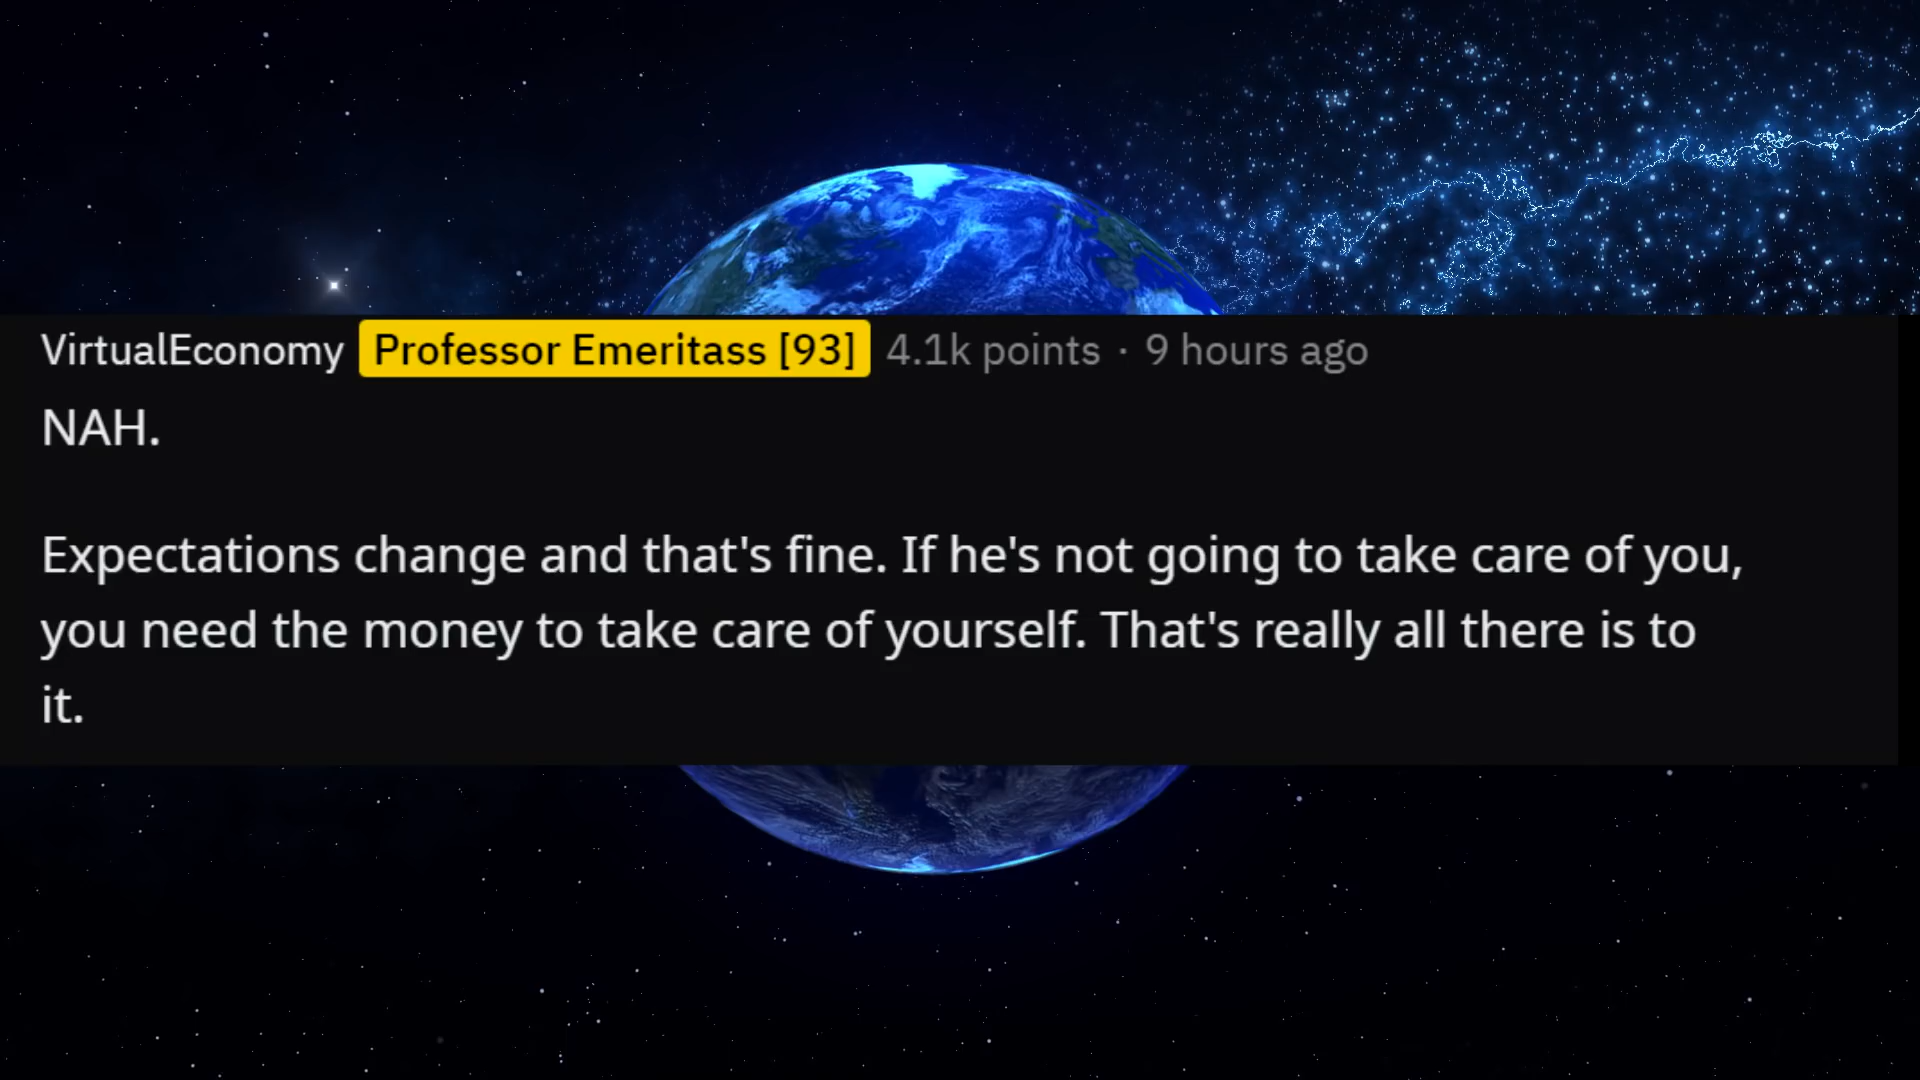 VirtualEconomy Professor Emeritass [93] 4.1k points · 9 hours ago
NAH.
Expectations change and that's fine. If he's not going to take care of you,
you need the money to take care of yourself. That's really all there is to
it.